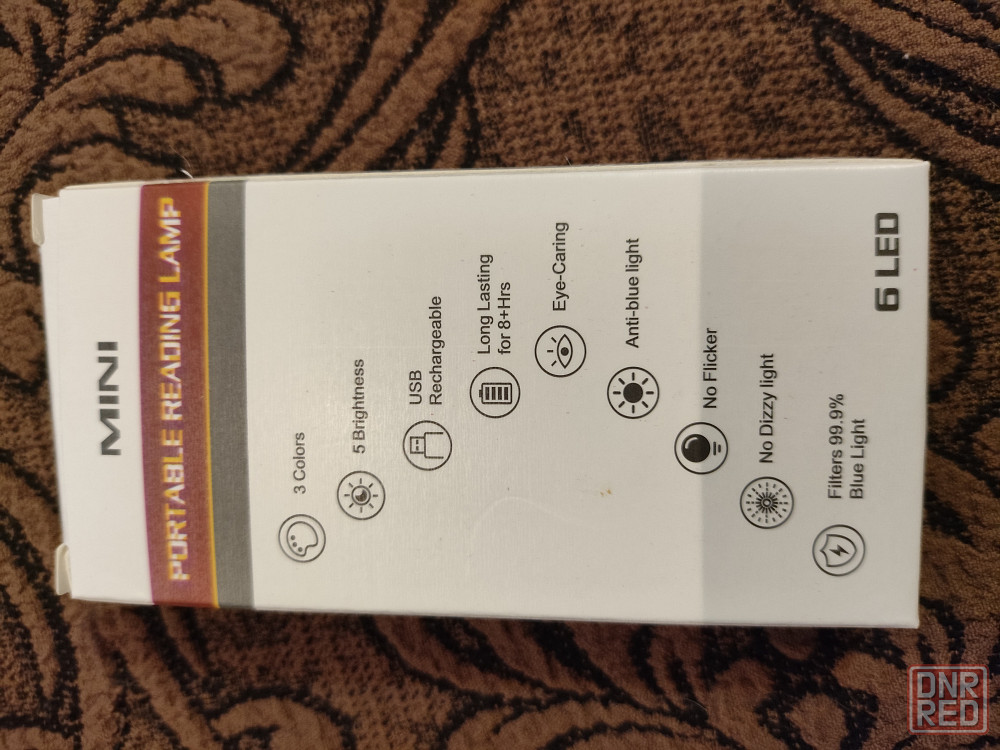 MINI
PORTABLE READING LAMP
3 Colors
5 Brightness
USB
Rechargeable
Long Lasting
for 8+Hrs
Eye-Caring
Anti-blue light
No Flicker
No Dizzy light
Filters 99.9%
Blue Light
6 LED
DNR
RED